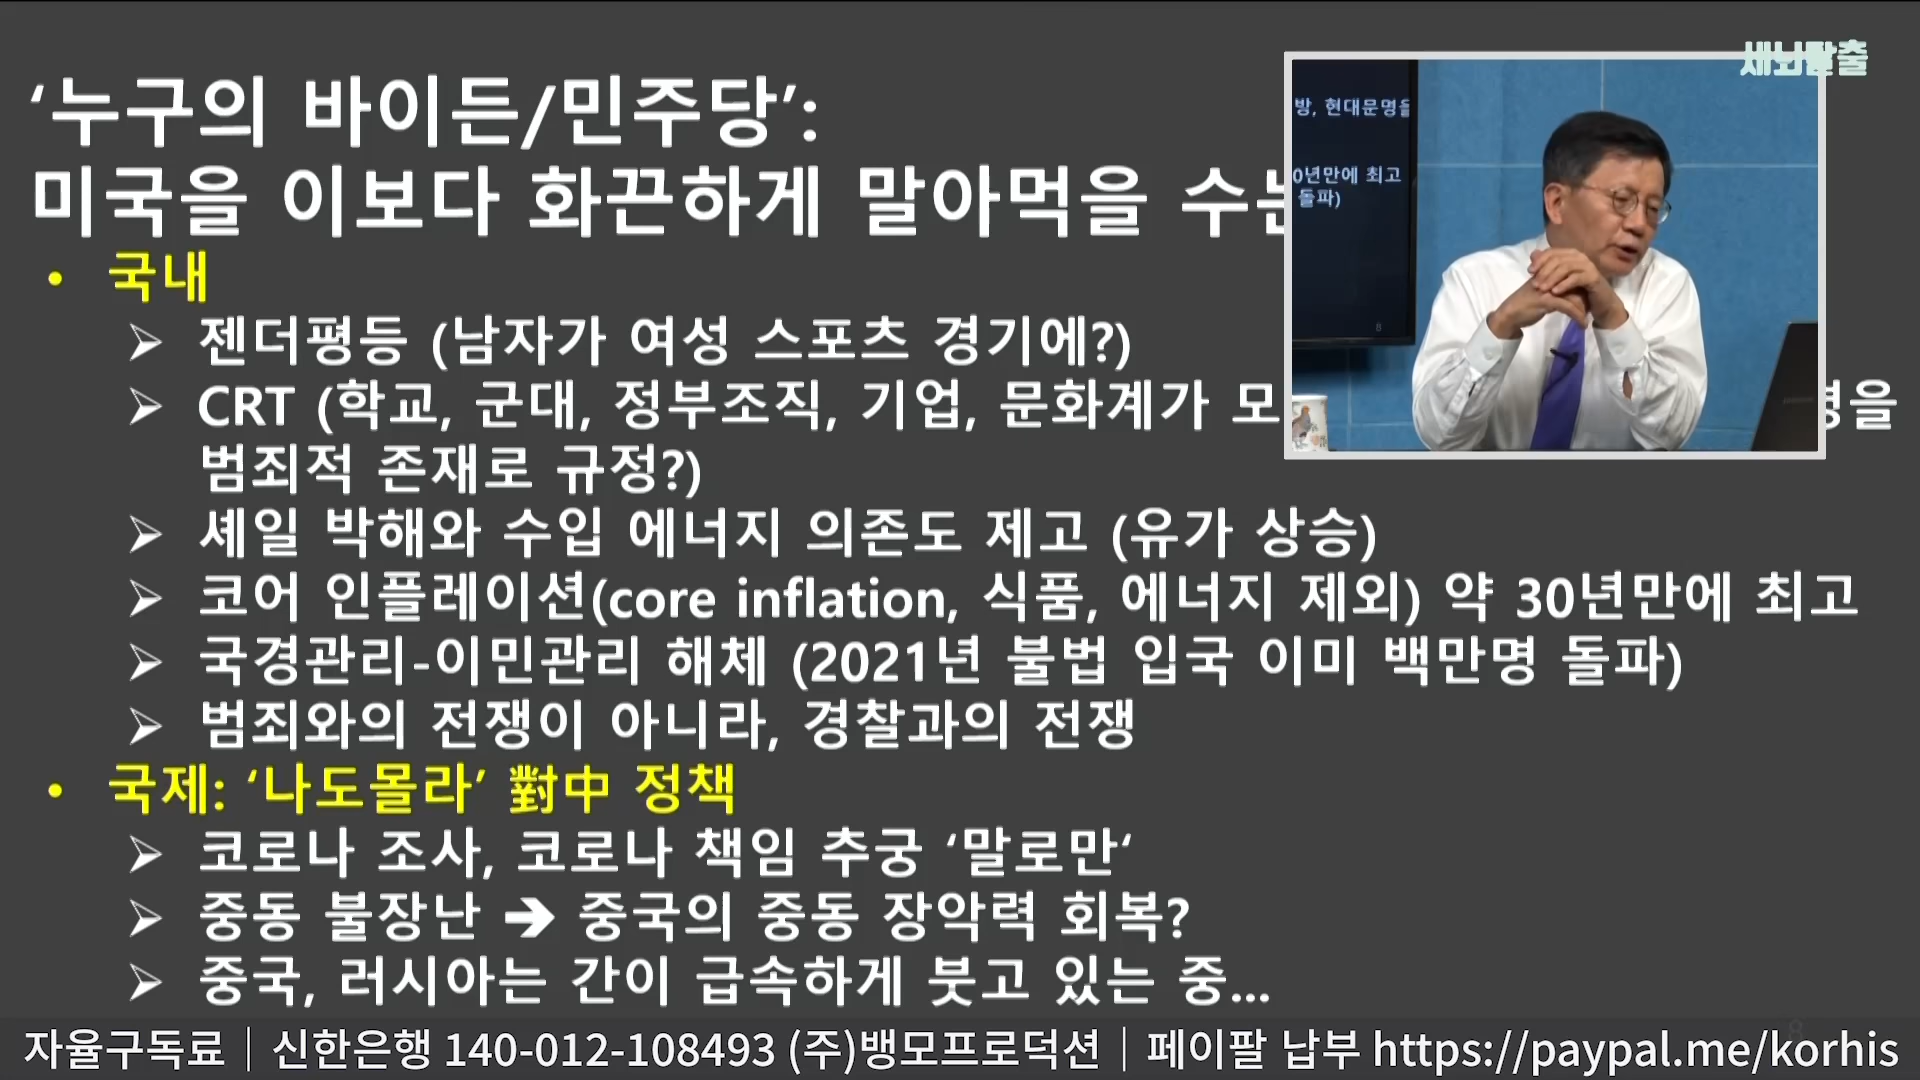 세뇌탈출
‘누구의 바이든/민주당’:
미국을 이보다 화끈하게 말아먹을 수는
방, 현대문명을
0년만에 최고
돌파)
8
• 국내
➢ 젠더평등 (남자가 여성 스포츠 경기에?)
➢ CRT (학교, 군대, 정부조직, 기업, 문화계가 모
범죄적 존재로 규정?)
➢ 셰일 박해와 수입 에너지 의존도 제고 (유가 상승)
➢ 코어 인플레이션(core inflation, 식품, 에너지 제외) 약 30년만에 최고
➢ 국경관리-이민관리 해체 (2021년 불법 입국 이미 백만명 돌파)
➢ 범죄와의 전쟁이 아니라, 경찰과의 전쟁
• 국제: ‘나도몰라’ 對中 정책
➢ 코로나 조사, 코로나 책임 추궁 ‘말로만‘
➢ 중동 불장난 ➔ 중국의 중동 장악력 회복?
➢ 중국, 러시아는 간이 급속하게 붓고 있는 중...
8
자율구독료｜신한은행 140-012-108493 (주)뱅모프로덕션｜페이팔 납부 https://paypal.me/korhis